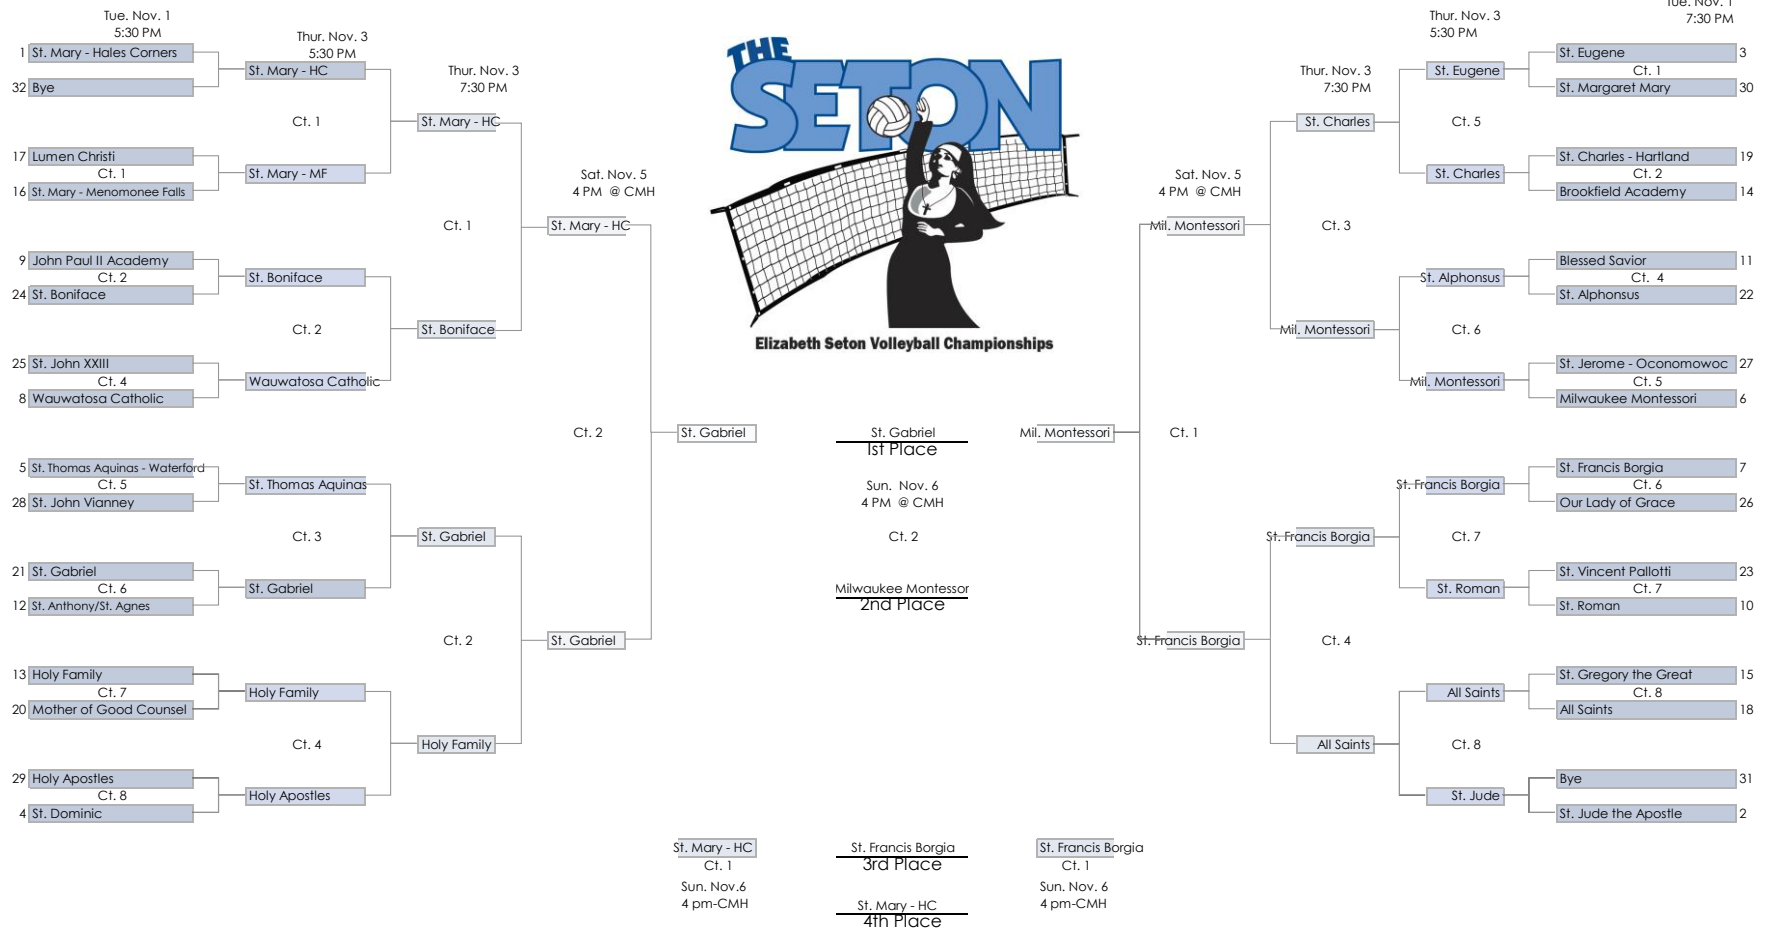 Tue. Nov. 1
5:30 PM
1 St. Mary - Hales Corners
32 Bye
Ct. 1
17 Lumen Christi
Ct. 1
16 St. Mary - Menomonee Falls
9 John Paul II Academy
Ct. 2
24 St. Boniface
Ct. 2
25 St. John XXIII
Ct. 4
8 Wauwatosa Catholic
5 St. Thomas Aquinas - Waterford
Ct. 5
28 St. John Vianney
Ct. 3
21 St. Gabriel
Ct. 6
12 St. Anthony/St. Agnes
13 Holy Family
Ct. 7
20 Mother of Good Counsel
Ct. 4
29 Holy Apostles
Ct. 8
4 St. Dominic
Thur. Nov. 3
5:30 PM
St. Mary - HC
St. Mary - MF
St. Boniface
Wauwatosa Catholic
St. Thomas Aquinas
St. Gabriel
Holy Family
Holy Apostles
Thur. Nov. 3
7:30 PM
St. Mary - HC
Ct. 1
St. Boniface
St. Gabriel
Ct. 2
Holy Family
Sat. Nov. 5
4 PM @ CMH
St. Mary - HC
Ct. 2
St. Gabriel
St. Gabriel
THE
SETON
Elizabeth Seton Volleyball Championships
St. Gabriel
1st Place
Sun. Nov. 6
4 PM @ CMH
Ct. 2
Milwaukee Montessor
2nd Place
St. Mary - HC
Ct. 1
Sun. Nov.6
4 pm-CMH
St. Francis Borgia
3rd Place
St. Mary - HC
4th Place
St. Francis Borgia
Ct. 1
Sun. Nov. 6
4 pm-CMH
Mil. Montessori
Sat. Nov. 5
4 PM @ CMH
Mil. Montessori
Ct. 1
St. Francis Borgia
Thur. Nov. 3
7:30 PM
St. Charles
Ct. 3
Mil. Montessori
St. Francis Borgia
Ct. 4
All Saints
Thur. Nov. 3
5:30 PM
St. Eugene
Ct. 5
St. Charles
St. Alphonsus
Ct. 6
Mil. Montessori
St. Francis Borgia
Ct. 7
St. Roman
All Saints
Ct. 8
St. Jude
Tue. Nov. 1
7:30 PM
St. Eugene 3
Ct. 1
St. Margaret Mary 30
St. Charles - Hartland 19
Ct. 2
Brookfield Academy 14
Blessed Savior 11
Ct. 4
St. Alphonsus 22
St. Jerome - Oconomowoc 27
Ct. 5
Milwaukee Montessori 6
St. Francis Borgia 7
Ct. 6
Our Lady of Grace 26
St. Vincent Pallotti 23
Ct. 7
St. Roman 10
St. Gregory the Great 15
Ct. 8
All Saints 18
Bye 31
St. Jude the Apostle 2